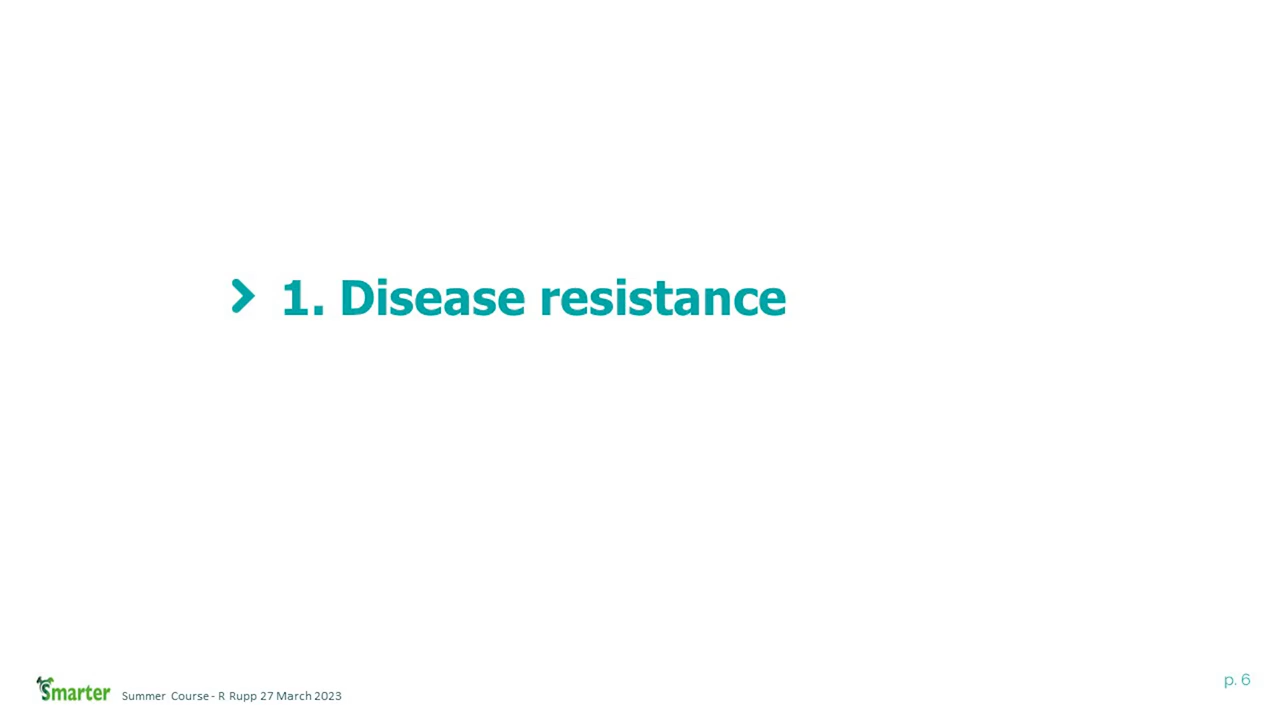 1. Disease resistance
Smarter
Summer Course - R Rupp 27 March 2023
p. 6